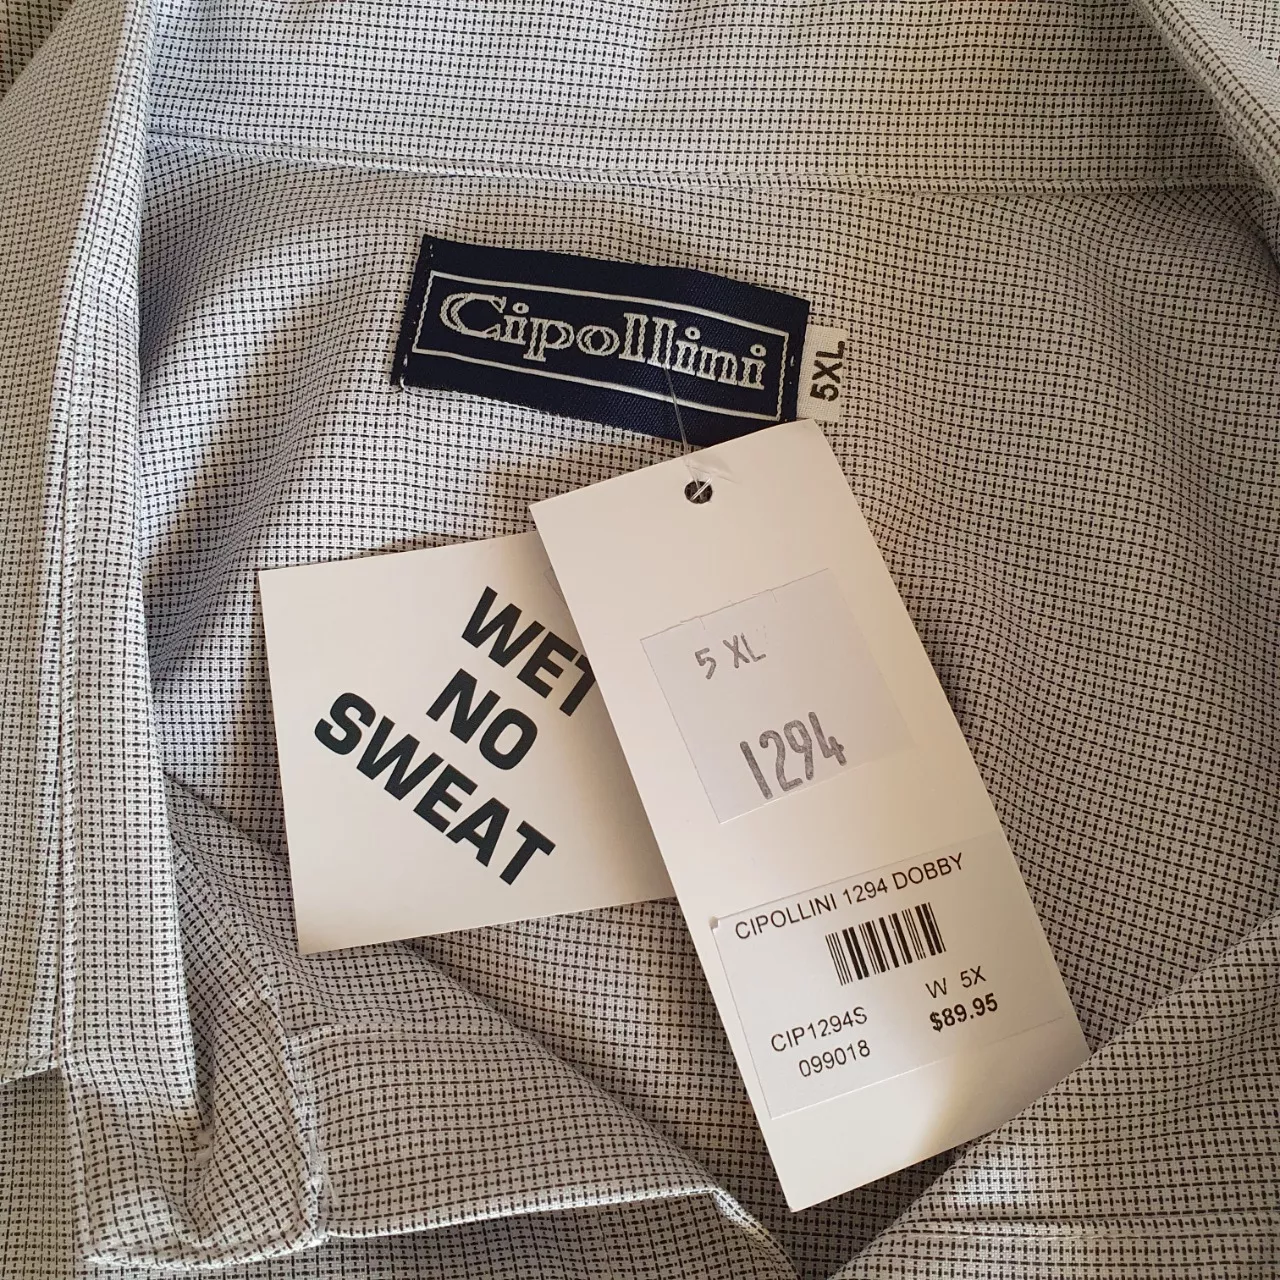 Cipollini
5XL
WET
NO
SWEAT
5 XL
1294
CIPOLLINI 1294 DOBBY
W 5X
CIP1294S
$89.95
099018